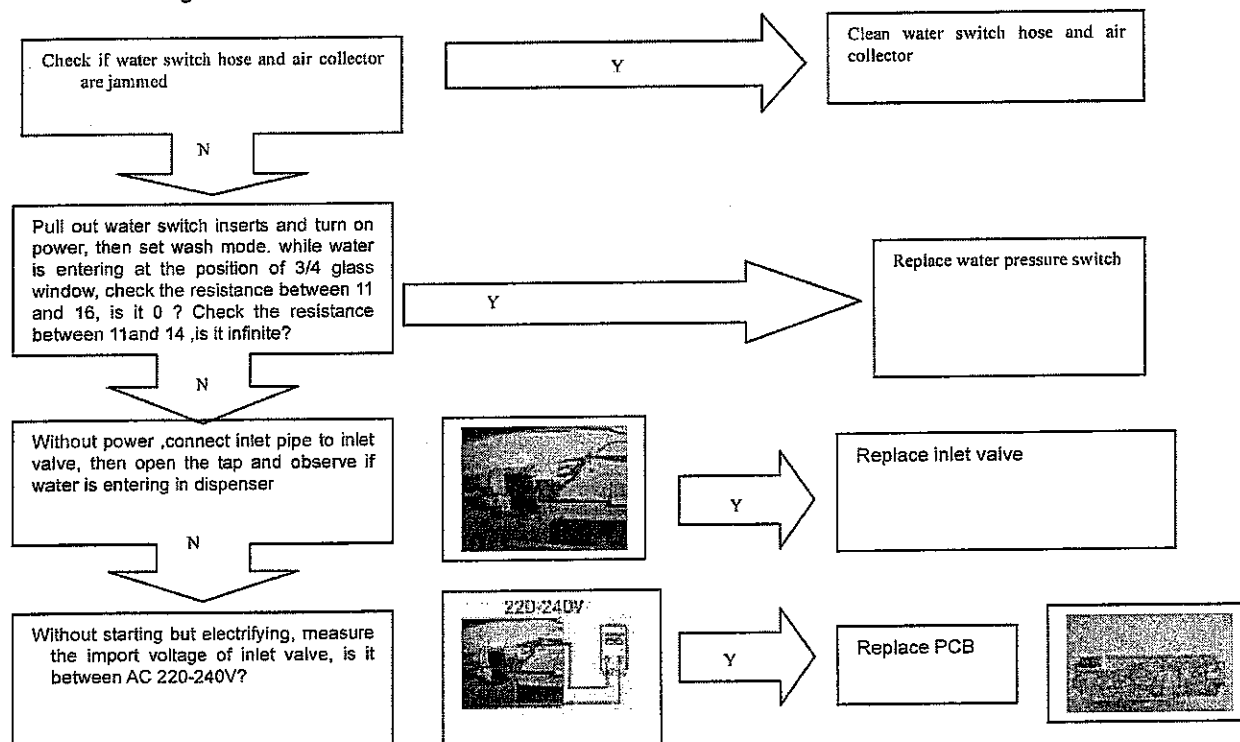 Check if water switch hose and air collector
are jammed
Y
Clean water switch hose and air
collector
N
Pull out water switch inserts and turn on
power, then set wash mode. while water
is entering at the position of 3/4 glass
window, check the resistance between 11
and 16, is it 0 ? Check the resistance
between 11and 14 ,is it infinite?
Y
Replace water pressure switch
N
Without power ,connect inlet pipe to inlet
valve, then open the tap and observe if
water is entering in dispenser
Y
Replace inlet valve
N
Without starting but electrifying, measure
the import voltage of inlet valve, is it
between AC 220-240V?
220-240V
Y
Replace PCB